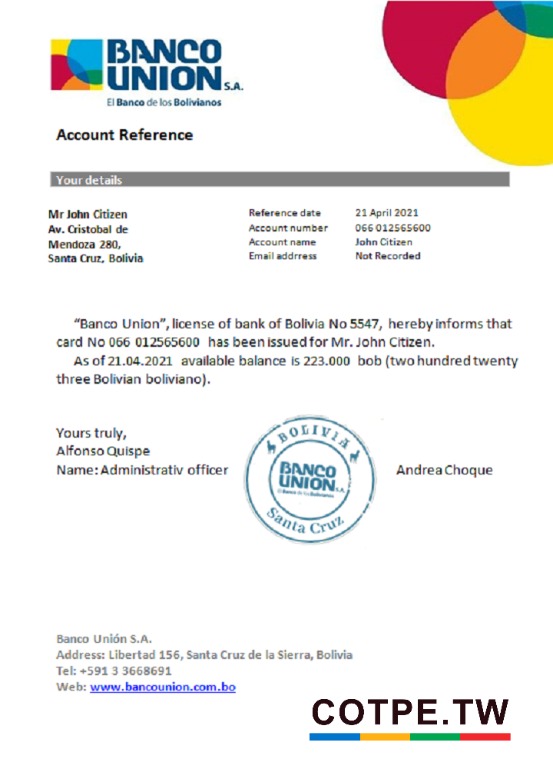 BANCO
UNION S.A.
El Banco de los Bolivianos
Account Reference
Your details
Mr John Citizen
Av. Cristobal de
Mendoza 280,
Santa Cruz, Bolivia
Reference date 21 April 2021
Account number 066 012565600
Account name John Citizen
Email addrress Not Recorded
“Banco Union”, license of bank of Bolivia No 5547, hereby informs that
card No 066 012565600 has been issued for Mr. John Citizen.
As of 21.04.2021 available balance is 223.000 bob (two hundred twenty
three Bolivian boliviano).
Yours truly,
Alfonso Quispe
Name: Administrativ officer
BOLIVIA
BANCO
UNION S.A.
El Banco de los Bolivianos
Santa Cruz
Andrea Choque
Banco Unión S.A.
Address: Libertad 156, Santa Cruz de la Sierra, Bolivia
Tel: +591 3 3668691
Web: www.bancounion.com.bo
COTPE.TW